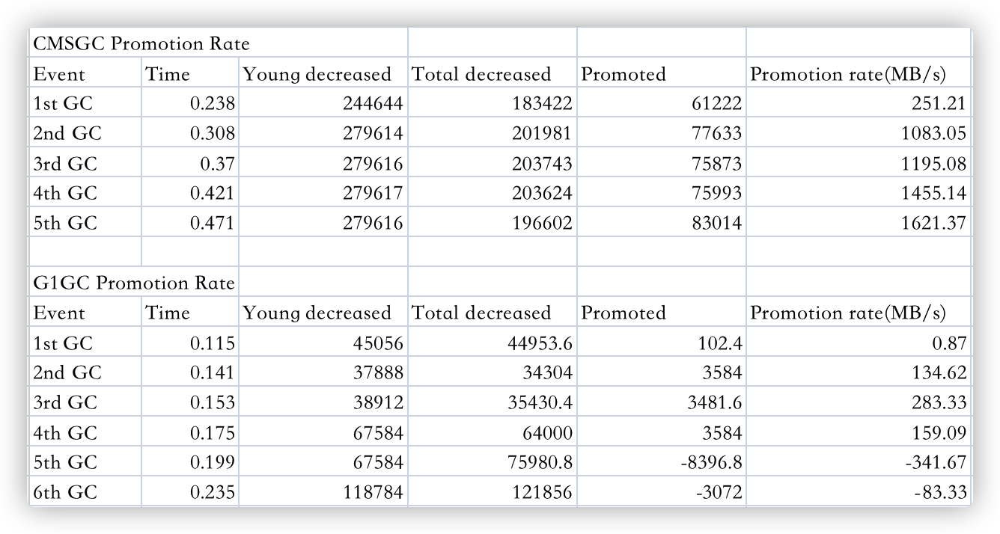 CMSGC Promotion Rate
Event Time Young decreased Total decreased Promoted Promotion rate(MB/s)
1st GC 0.238 244644 183422 61222 251.21
2nd GC 0.308 279614 201981 77633 1083.05
3rd GC 0.37 279616 203743 75873 1195.08
4th GC 0.421 279617 203624 75993 1455.14
5th GC 0.471 279616 196602 83014 1621.37
G1GC Promotion Rate
Event Time Young decreased Total decreased Promoted Promotion rate(MB/s)
1st GC 0.115 45056 44953.6 102.4 0.87
2nd GC 0.141 37888 34304 3584 134.62
3rd GC 0.153 38912 35430.4 3481.6 283.33
4th GC 0.175 67584 64000 3584 159.09
5th GC 0.199 67584 75980.8 -8396.8 -341.67
6th GC 0.235 118784 121856 -3072 -83.33